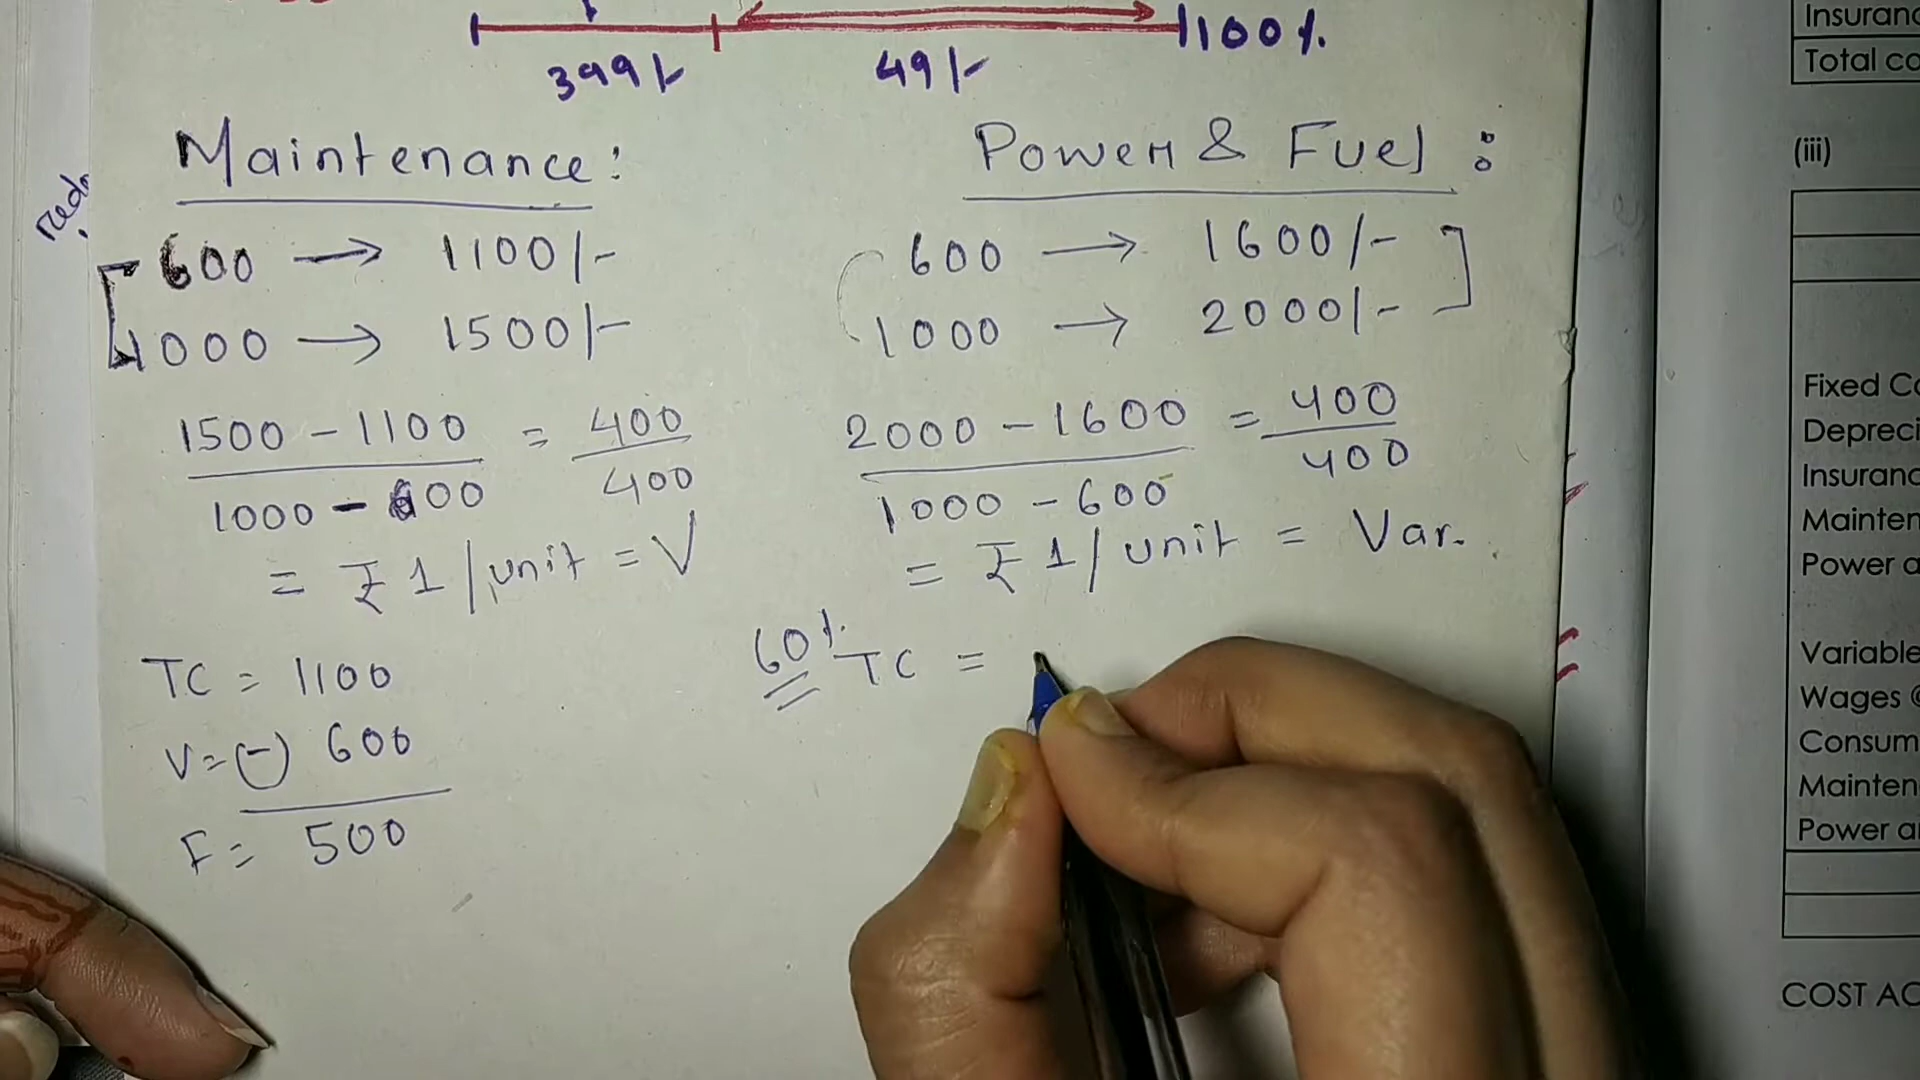 1100%.
399/-
49/-
Maintenance:
600 → 1100/-
1000 → 1500/-
1500 - 1100 = 400
1000 - 600 400
= ₹ 1/unit = V
TC = 1100
V = (-) 600
F = 500
Power & Fuel :
600 → 1600/-
1000 → 2000/-
2000 - 1600 = 400
1000 - 600 400
= ₹ 1/unit = Var.
60% TC =
Total co
(iii)
Fixed Co
Depreci
Insuranc
Mainten
Power a
Variable
Wages @
Consum
Mainten
Power a
COST AC